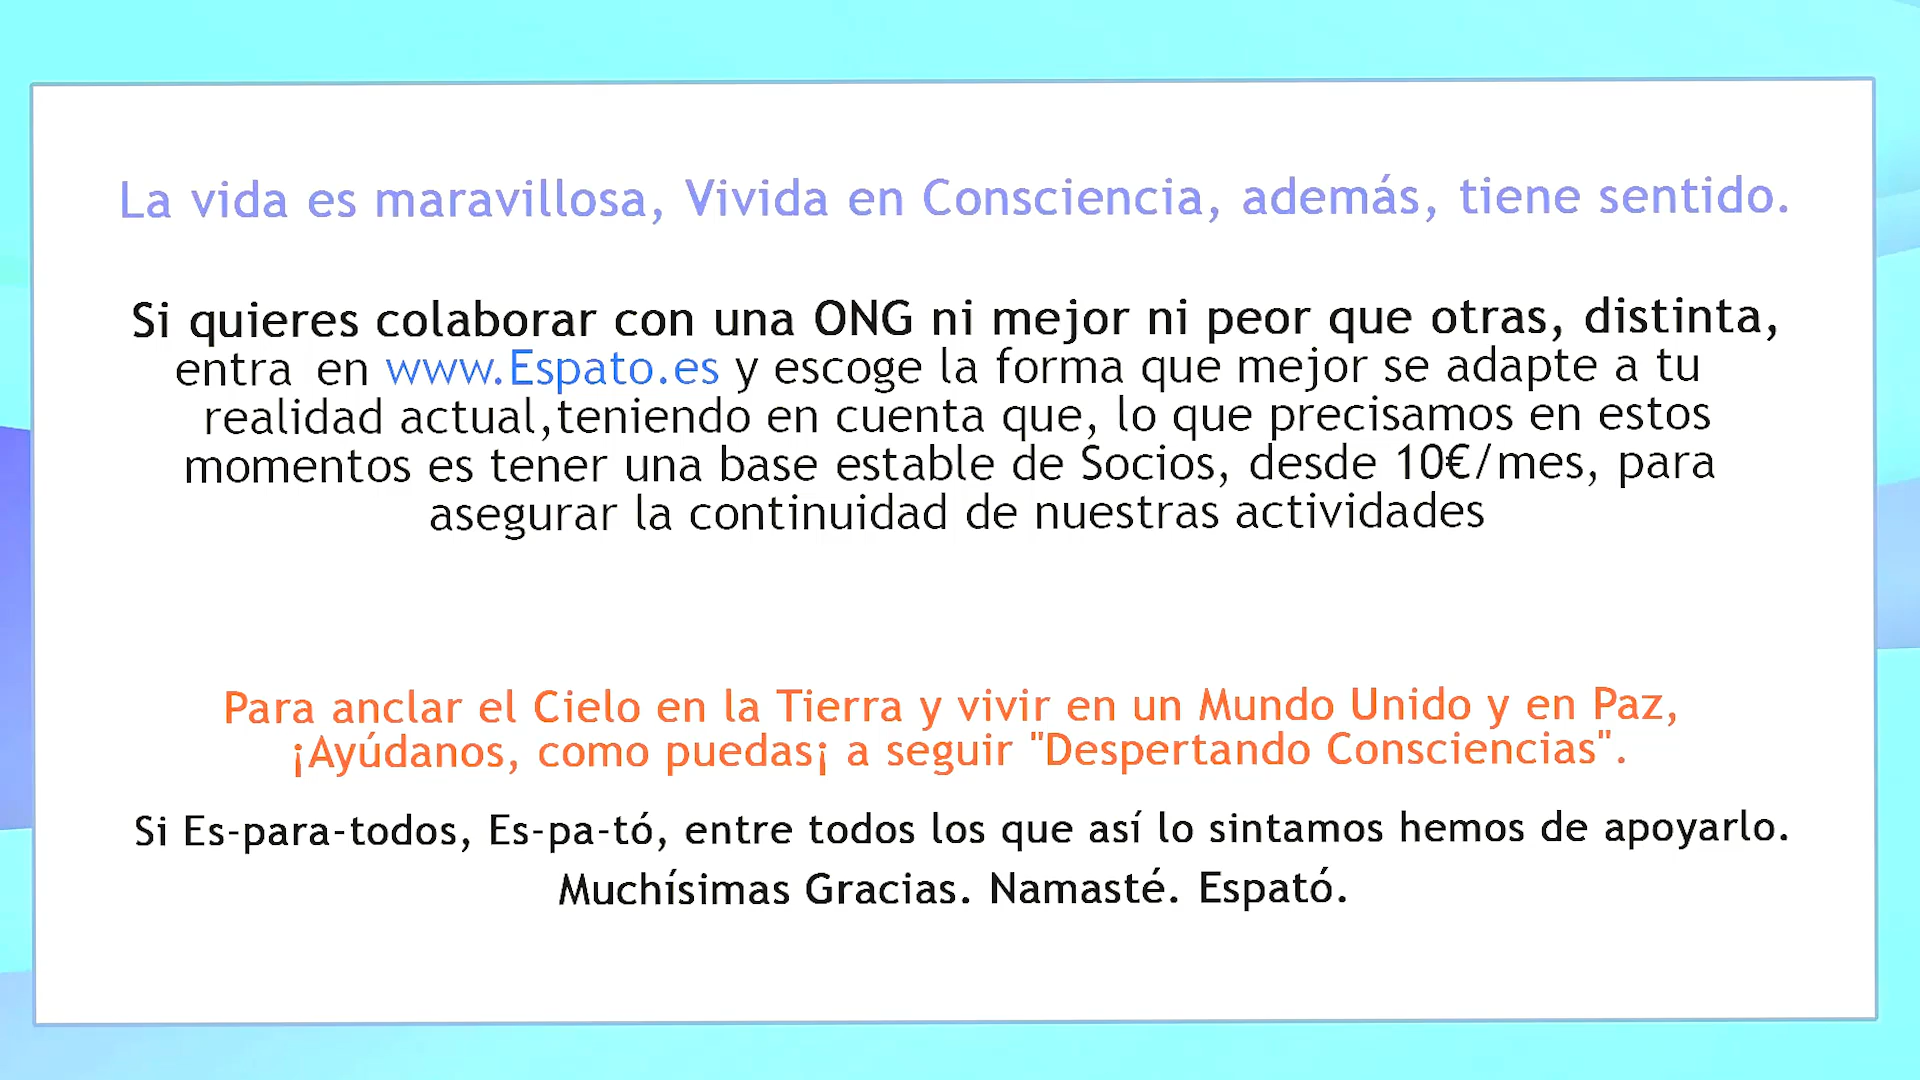 La vida es maravillosa, Vivida en Consciencia, además, tiene sentido.
Si quieres colaborar con una ONG ni mejor ni peor que otras, distinta,
entra en www.Espato.es y escoge la forma que mejor se adapte a tu
realidad actual,teniendo en cuenta que, lo que precisamos en estos
momentos es tener una base estable de Socios, desde 10€/mes, para
asegurar la continuidad de nuestras actividades
Para anclar el Cielo en la Tierra y vivir en un Mundo Unido y en Paz,
¡Ayúdanos, como puedas¡ a seguir "Despertando Consciencias".
Si Es-para-todos, Es-pa-tó, entre todos los que así lo sintamos hemos de apoyarlo.
Muchísimas Gracias. Namasté. Espató.